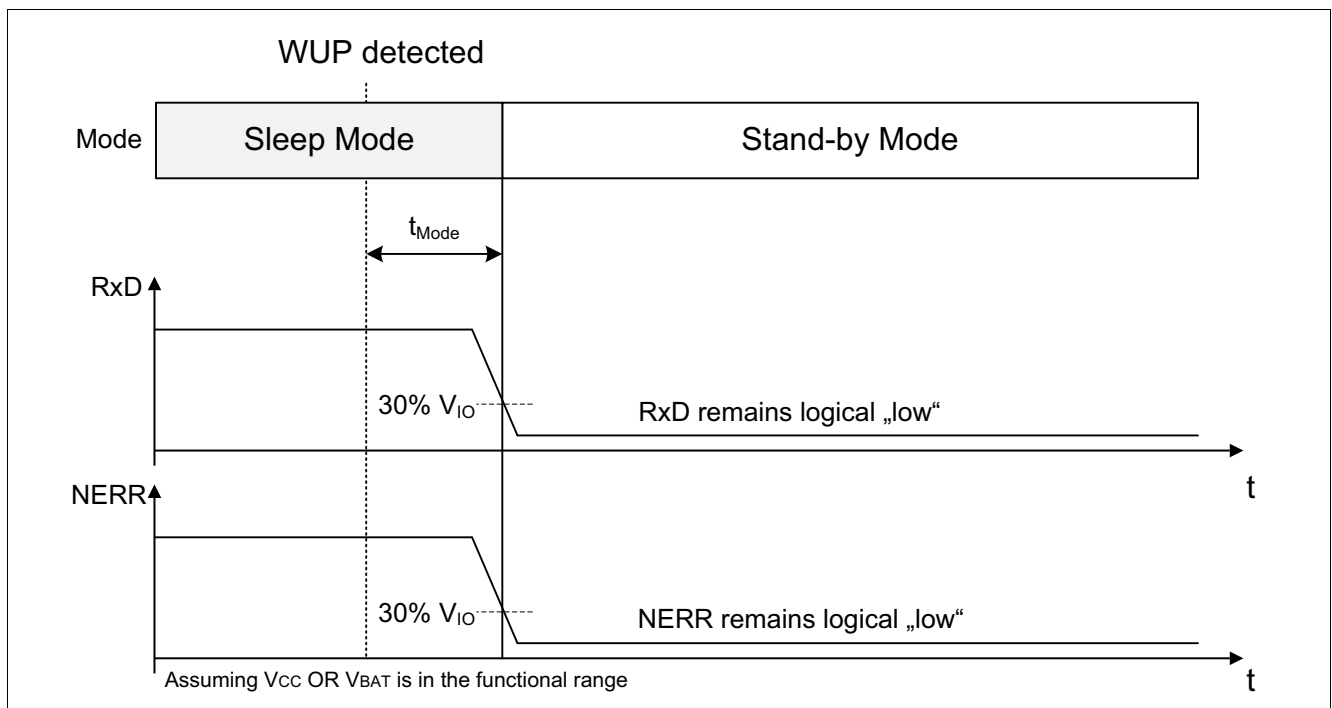 WUP detected
Mode
Sleep Mode
Stand-by Mode
tMode
RxD
30% VIO
RxD remains logical „low“
t
NERR
30% VIO
NERR remains logical „low“
Assuming VCC OR VBAT is in the functional range
t